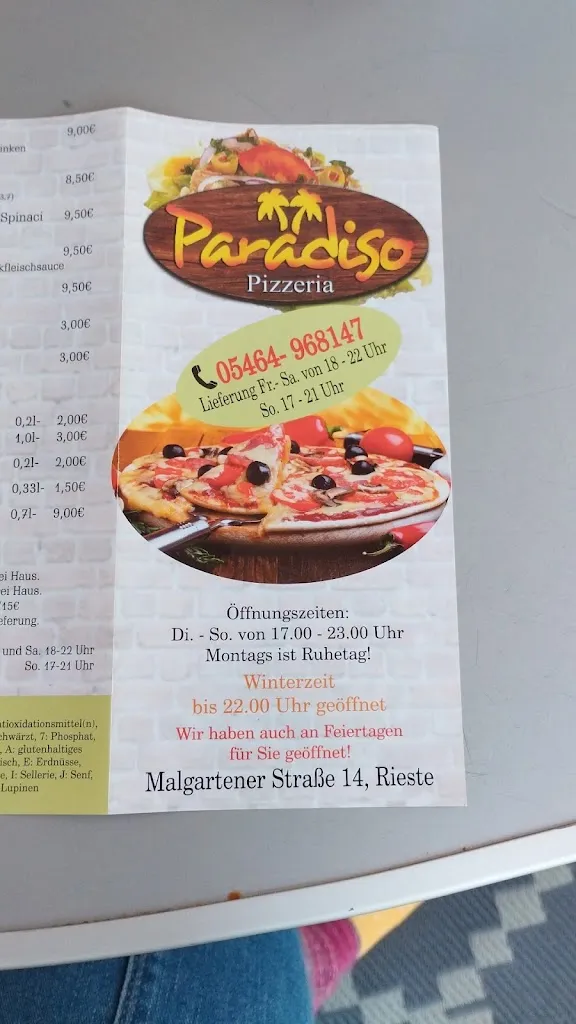 9,00€
inken
8,50€
Spinaci 9,50€
9,50€
kfleischsauce
9,50€
3,00€
3,00€
0,2l- 2,00€
1,0l- 3,00€
0,2l- 2,00€
0,33l- 1,50€
0,7l- 9,00€
ei Haus.
ei Haus.
15€
eferung.
und Sa. 18-22 Uhr
So. 17-21 Uhr
ntioxidationsmittel(n),
chwärzt, 7: Phosphat,
, A: glutenhaltiges
isch, E: Erdnüsse,
e, I: Sellerie, J: Senf,
Lupinen
Paradiso
Pizzeria
05464- 968147
Lieferung Fr.- Sa. von 18 - 22 Uhr
So. 17 - 21 Uhr
Öffnungszeiten:
Di. - So. von 17.00 - 23.00 Uhr
Montags ist Ruhetag!
Winterzeit
bis 22.00 Uhr geöffnet
Wir haben auch an Feiertagen
für Sie geöffnet!
Malgartener Straße 14, Rieste